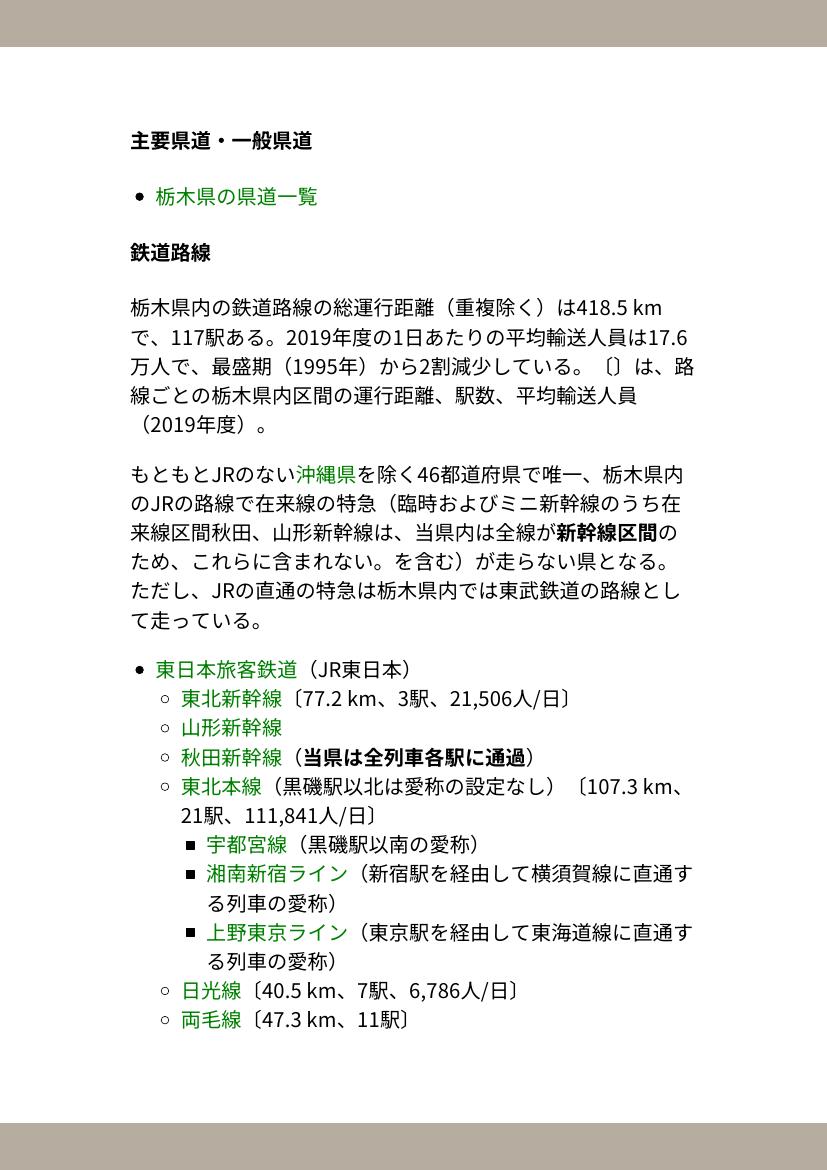 主要県道・一般県道
• 栃木県の県道一覧
鉄道路線
栃木県内の鉄道路線の総運行距離（重複除く）は418.5 km
で、117駅ある。2019年度の1日あたりの平均輸送人員は17.6
万人で、最盛期（1995年）から2割減少している。〔〕は、路
線ごとの栃木県内区間の運行距離、駅数、平均輸送人員
（2019年度）。
もともとJRのない沖縄県を除く46都道府県で唯一、栃木県内
のJRの路線で在来線の特急（臨時およびミニ新幹線のうち在
来線区間秋田、山形新幹線は、当県内は全線が新幹線区間の
ため、これらに含まれない。を含む）が走らない県となる。
ただし、JRの直通の特急は栃木県内では東武鉄道の路線とし
て走っている。
• 東日本旅客鉄道（JR東日本）
◦ 東北新幹線〔77.2 km、3駅、21,506人/日〕
◦ 山形新幹線
◦ 秋田新幹線（当県は全列車各駅に通過）
◦ 東北本線（黒磯駅以北は愛称の設定なし）〔107.3 km、
21駅、111,841人/日〕
▪ 宇都宮線（黒磯駅以南の愛称）
▪ 湘南新宿ライン（新宿駅を経由して横須賀線に直通す
る列車の愛称）
▪ 上野東京ライン（東京駅を経由して東海道線に直通す
る列車の愛称）
◦ 日光線〔40.5 km、7駅、6,786人/日〕
◦ 両毛線〔47.3 km、11駅〕